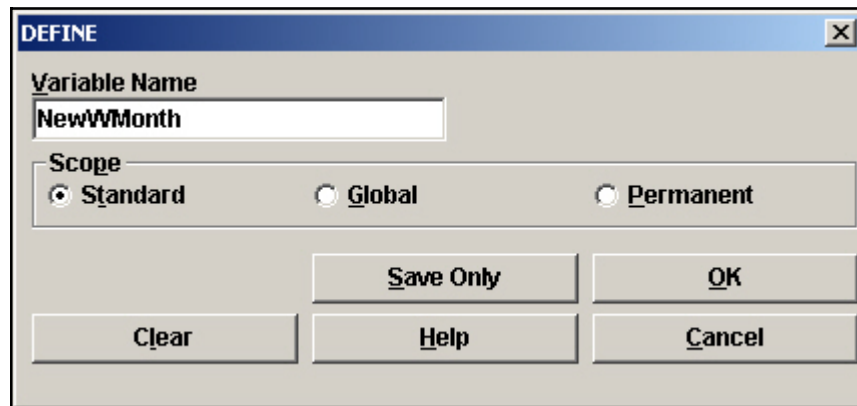 DEFINE
Variable Name
NewWMonth
Scope
Standard Global Permanent
Save Only OK
Clear Help Cancel